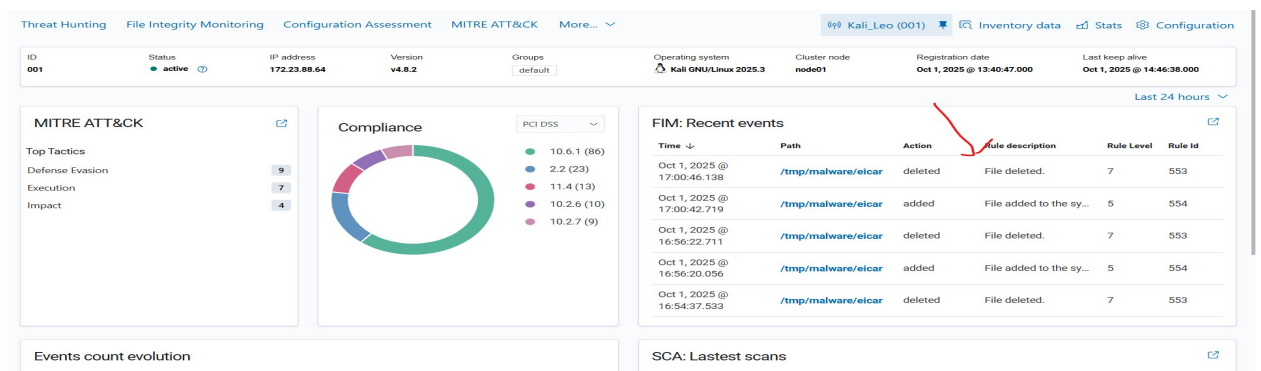 Threat Hunting File Integrity Monitoring Configuration Assessment MITRE ATT&CK More... Kali_Leo (001) Inventory data Stats Configuration
ID Status IP address Version Groups Operating system Cluster node Registration date Last keep alive
001 active 172.23.88.64 v4.8.2 default Kali GNU/Linux 2025.3 node01 Oct 1, 2025 @ 13:40:47.000 Oct 1, 2025 @ 14:46:38.000
Last 24 hours
MITRE ATT&CK
Top Tactics
Defense Evasion 9
Execution 7
Impact 4
Compliance
PCI DSS
10.6.1 (86)
2.2 (23)
11.4 (13)
10.2.6 (10)
10.2.7 (9)
FIM: Recent events
Time Path Action Rule description Rule Level Rule Id
Oct 1, 2025 @
17:00:46.138 /tmp/malware/eicar deleted File deleted. 7 553
Oct 1, 2025 @
17:00:42.719 /tmp/malware/eicar added File added to the sy... 5 554
Oct 1, 2025 @
16:56:22.711 /tmp/malware/eicar deleted File deleted. 7 553
Oct 1, 2025 @
16:56:20.056 /tmp/malware/eicar added File added to the sy... 5 554
Oct 1, 2025 @
16:54:37.533 /tmp/malware/eicar deleted File deleted. 7 553
Events count evolution
SCA: Lastest scans